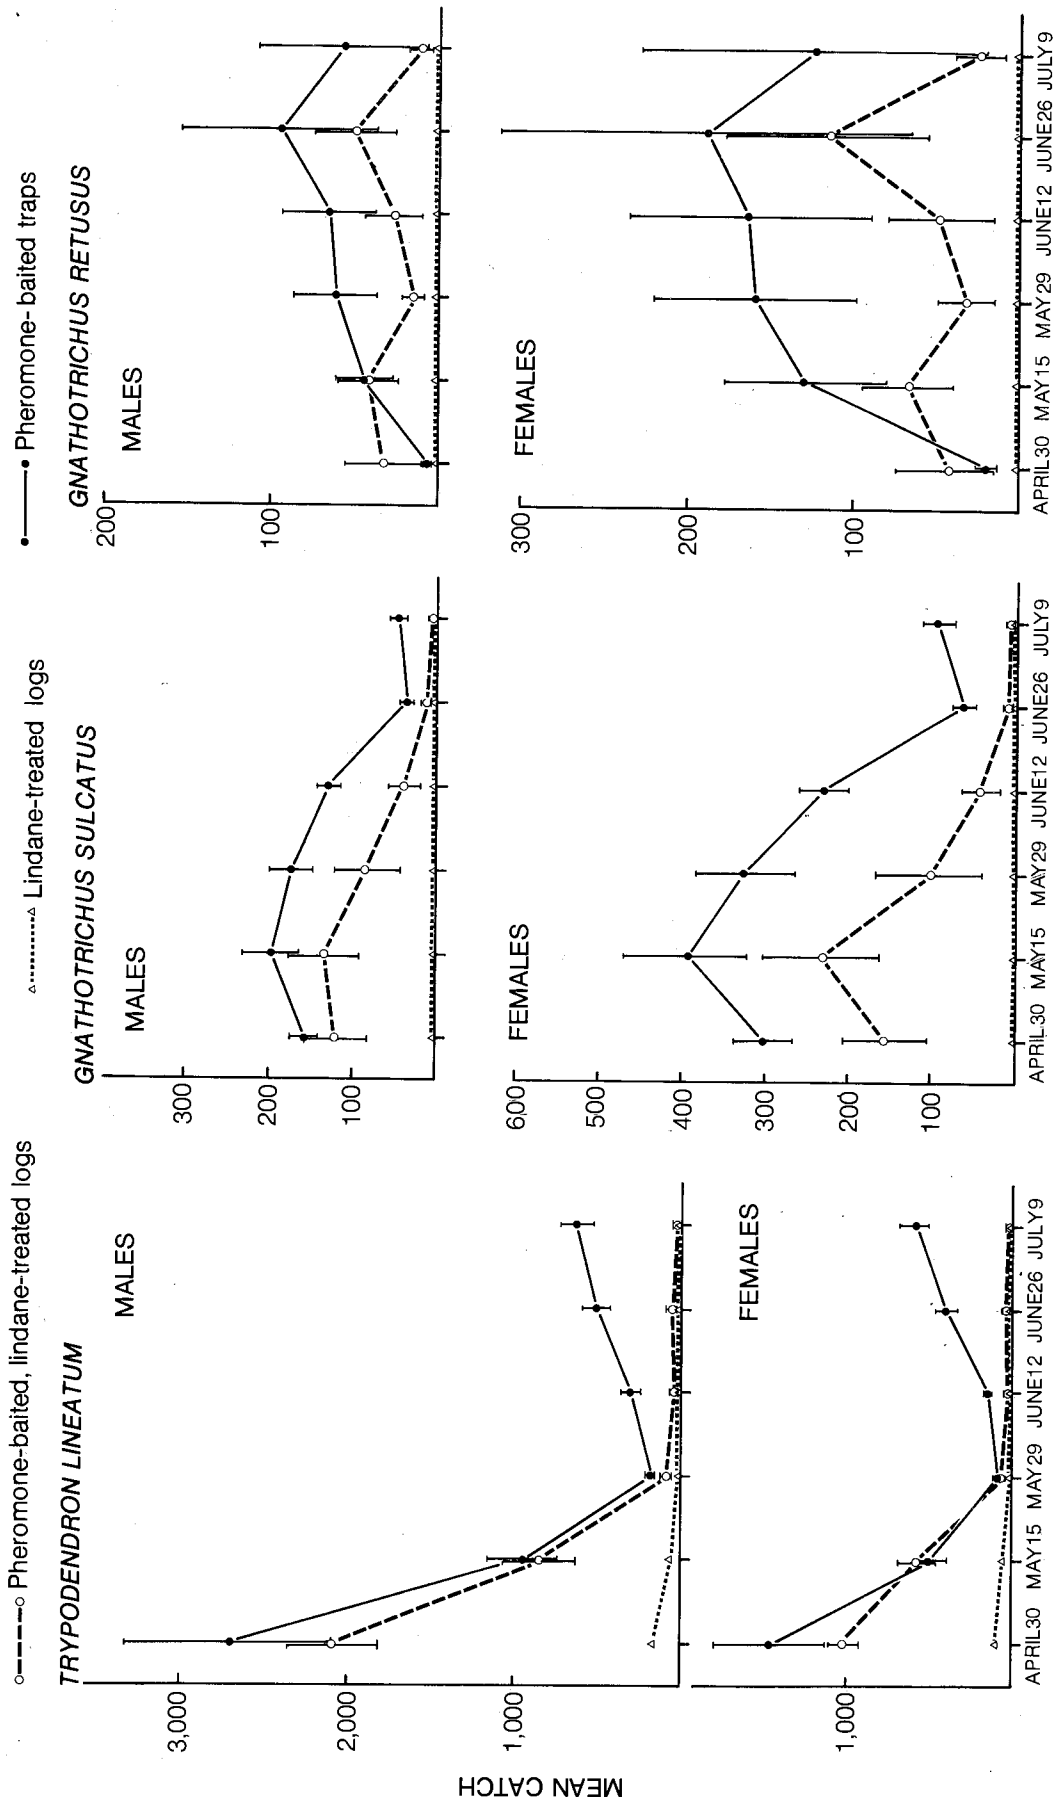 Pheromone-baited, lindane-treated logs
Lindane-treated logs
Pheromone-baited traps
TRYPODENDRON LINEATUM
GNATHOTRICHUS SULCATUS
GNATHOTRICHUS RETUSUS
MEAN CATCH
MALES
3,000
2,000
1,000
FEMALES
1,000
APRIL30 MAY15 MAY29 JUNE12 JUNE26 JULY9
MALES
300
200
100
FEMALES
600
500
400
300
200
100
APRIL30 MAY15 MAY29 JUNE12 JUNE26 JULY9
MALES
200
100
FEMALES
300
200
100
APRIL30 MAY15 MAY29 JUNE12 JUNE26 JULY9